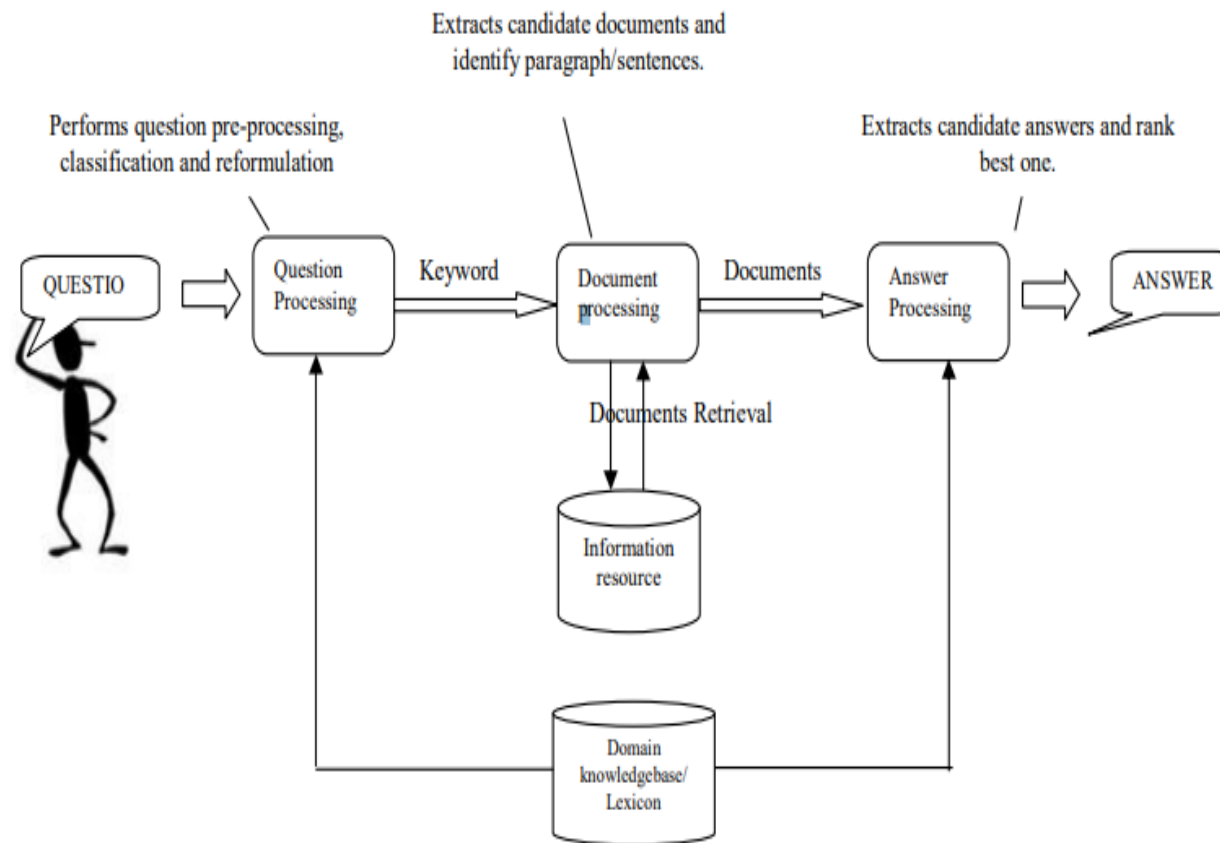 Extracts candidate documents and
identify paragraph/sentences.
Performs question pre-processing,
classification and reformulation
Extracts candidate answers and rank
best one.
QUESTIO
Question
Processing
Keyword
Document
processing
Documents
Answer
Processing
ANSWER
Documents Retrieval
Information
resource
Domain
knowledgebase/
Lexicon